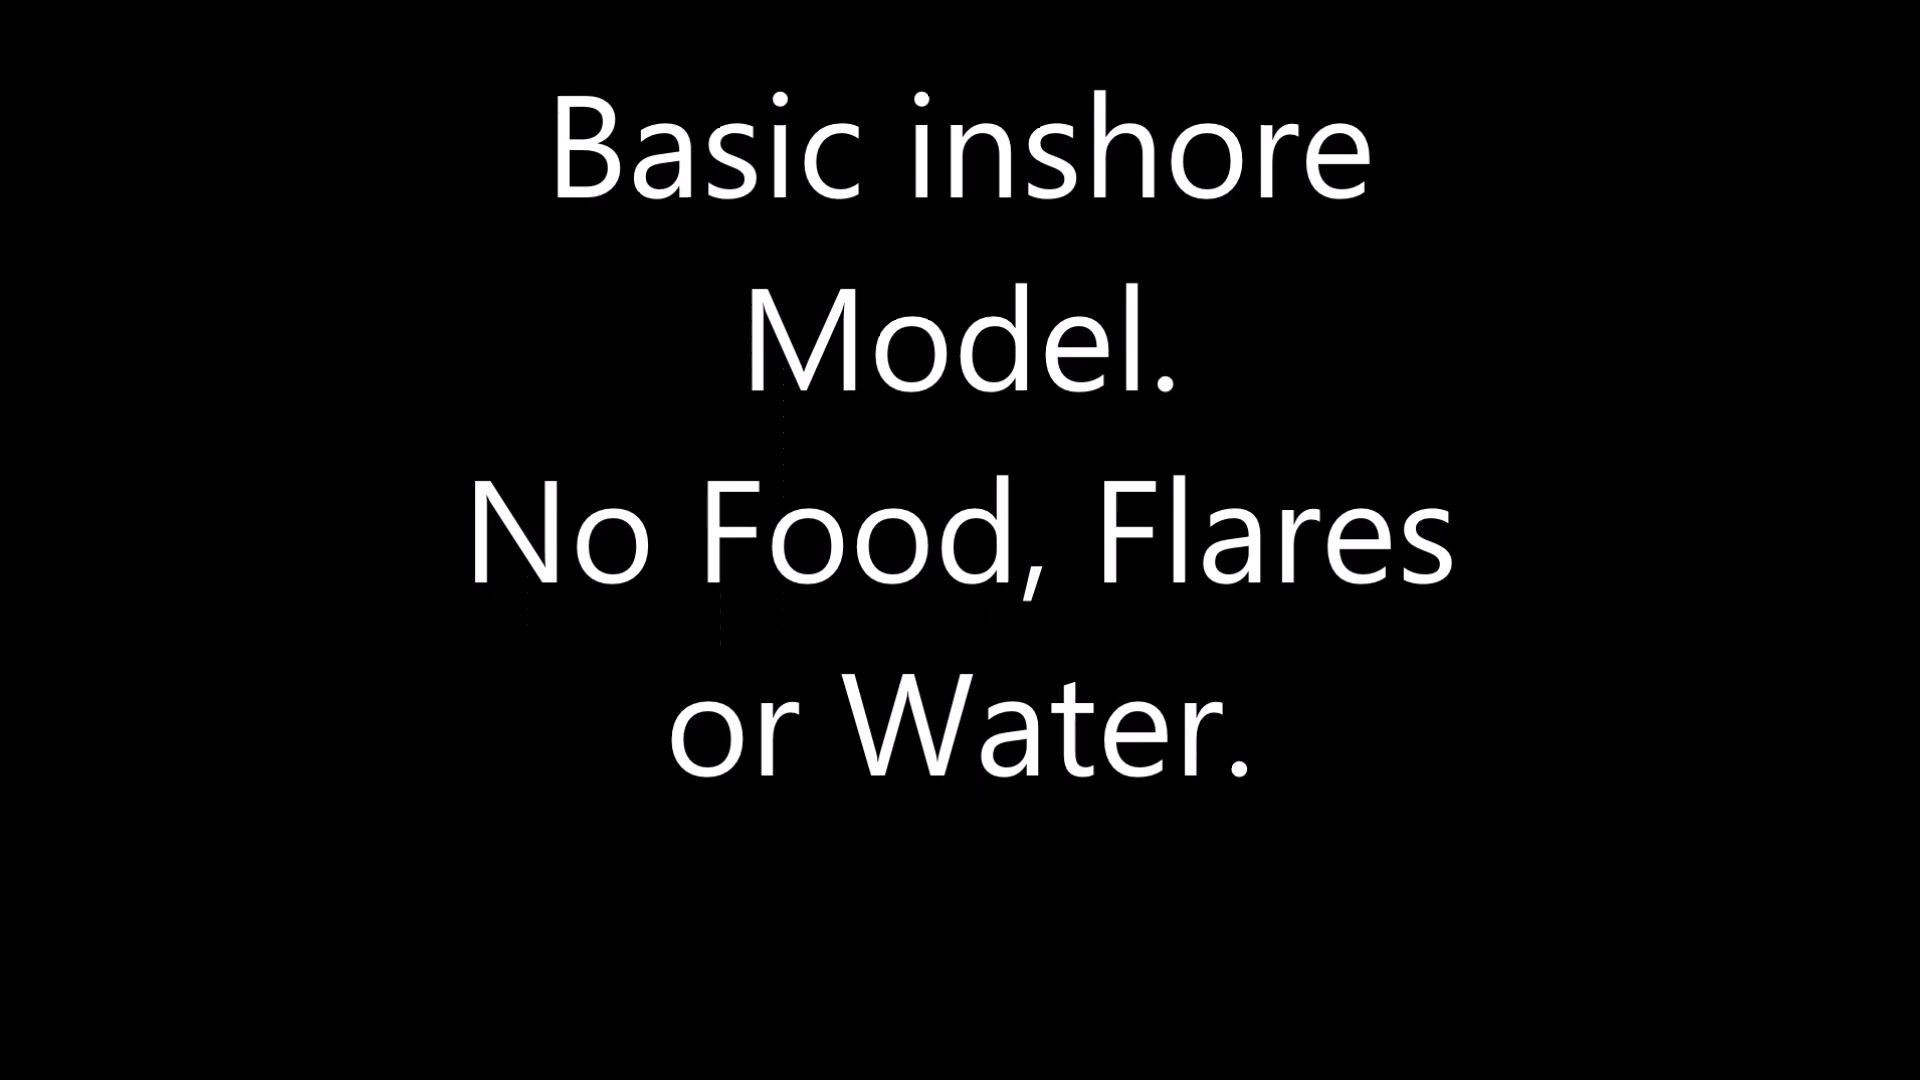 Basic inshore
Model.
No Food, Flares
or Water.